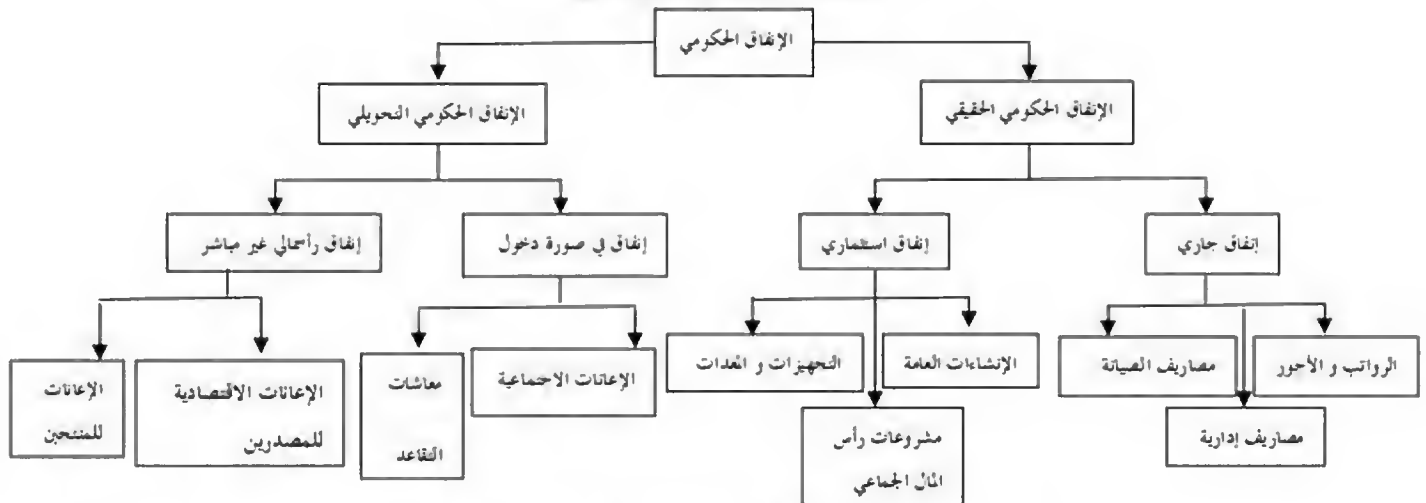 الإنفاق الحكومي
الإنفاق الحكومي الحقيقي
الإنفاق الحكومي التحويلي
إنفاق جاري
إنفاق استثماري
إنفاق في صورة دخول
إنفاق رأسمالي غير مباشر
الرواتب و الأجور
مصاريف الصيانة
مصاريف إدارية
الإنشاءات العامة
التجهيزات و المعدات
مشروعات رأس
المال الجماعي
الإعانات الاجتماعية
معاشات
التقاعد
الإعانات الاقتصادية
للمصدرين
الإعانات
للمنتجين